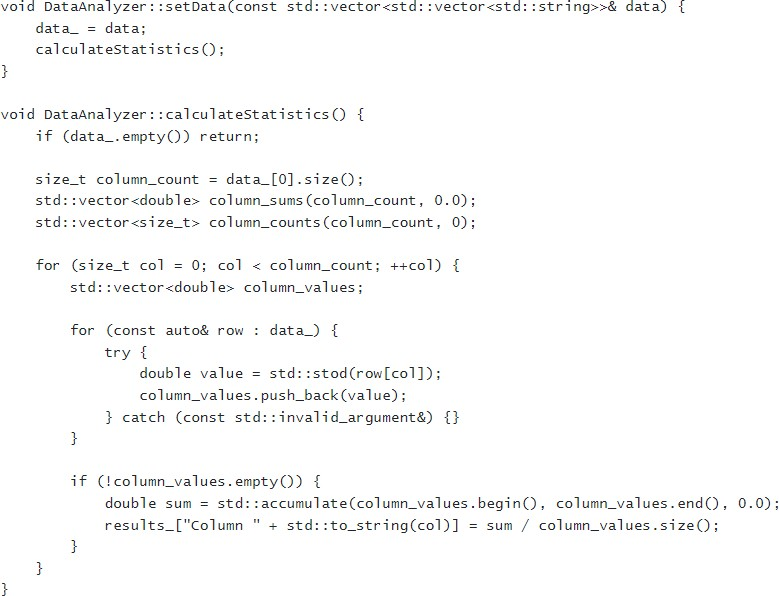 void DataAnalyzer::setData(const std::vector<std::vector<std::string>>& data) {
    data_ = data;
    calculateStatistics();
}

void DataAnalyzer::calculateStatistics() {
    if (data_.empty()) return;

    size_t column_count = data_[0].size();
    std::vector<double> column_sums(column_count, 0.0);
    std::vector<size_t> column_counts(column_count, 0);

    for (size_t col = 0; col < column_count; ++col) {
        std::vector<double> column_values;

        for (const auto& row : data_) {
            try {
                double value = std::stod(row[col]);
                column_values.push_back(value);
            } catch (const std::invalid_argument&) {}
        }

        if (!column_values.empty()) {
            double sum = std::accumulate(column_values.begin(), column_values.end(), 0.0);
            results_["Column " + std::to_string(col)] = sum / column_values.size();
        }
    }
}